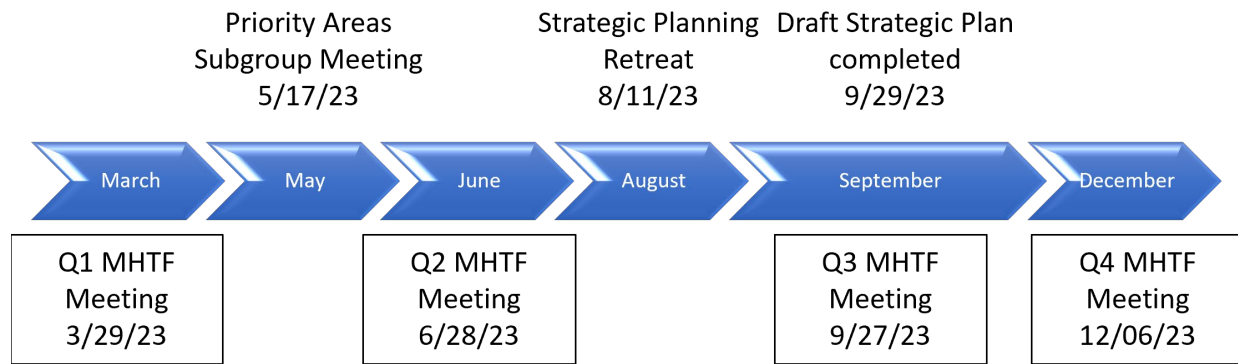 Priority Areas
Subgroup Meeting
5/17/23
Strategic Planning
Retreat
8/11/23
Draft Strategic Plan
completed
9/29/23
March
May
June
August
September
December
Q1 MHTF
Meeting
3/29/23
Q2 MHTF
Meeting
6/28/23
Q3 MHTF
Meeting
9/27/23
Q4 MHTF
Meeting
12/06/23